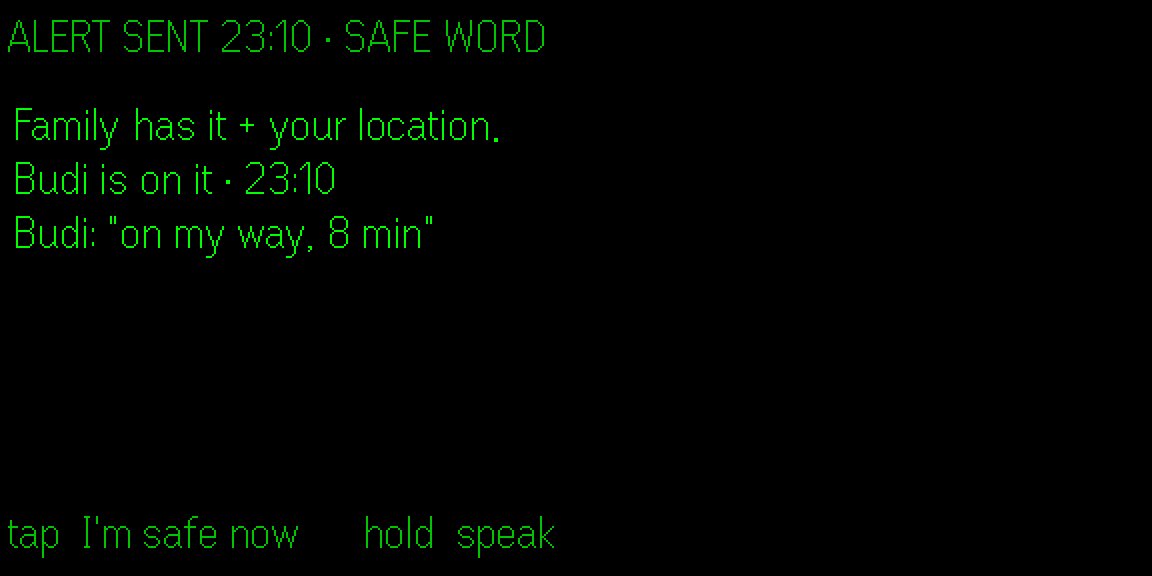 ALERT SENT 23:10 · SAFE WORD
Family has it + your location.
Budi is on it · 23:10
Budi: "on my way, 8 min"
tap I'm safe now hold speak